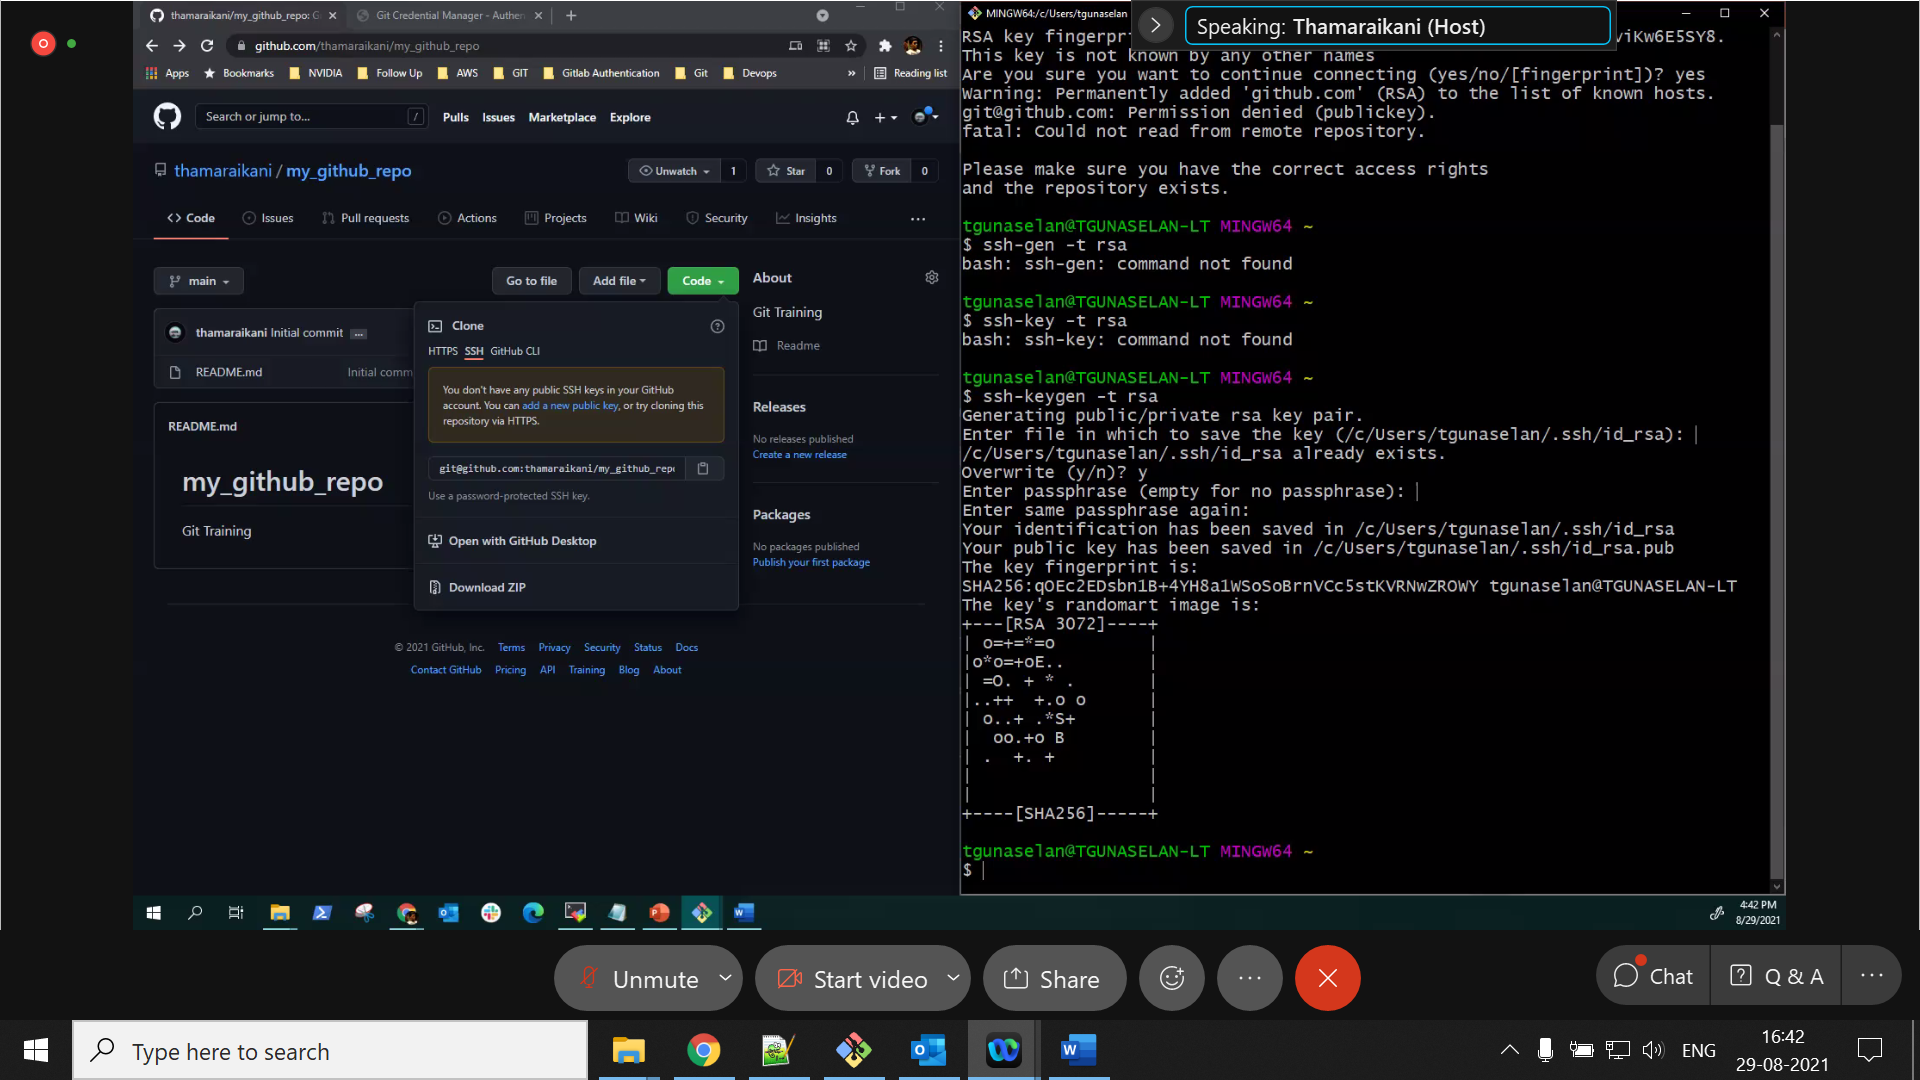 thamaraikani/my_github_repo: G
Git Credential Manager - Authen
github.com/thamaraikani/my_github_repo
Apps
Bookmarks
NVIDIA
Follow Up
AWS
GIT
Gitlab Authentication
Git
Devops
»
Reading list
Search or jump to...
/
Pulls
Issues
Marketplace
Explore
thamaraikani / my_github_repo
Unwatch
1
Star
0
Fork
0
<> Code
Issues
Pull requests
Actions
Projects
Wiki
Security
Insights
...
main
Go to file
Add file
Code
thamaraikani Initial commit ...
README.md
Initial comm
README.md
my_github_repo
Git Training
Clone
HTTPS SSH GitHub CLI
You don't have any public SSH keys in your GitHub
account. You can add a new public key, or try cloning this
repository via HTTPS.
git@github.com:thamaraikani/my_github_repo
Use a password-protected SSH key.
Open with GitHub Desktop
Download ZIP
About
Git Training
Readme
Releases
No releases published
Create a new release
Packages
No packages published
Publish your first package
© 2021 GitHub, Inc. Terms Privacy Security Status Docs
Contact GitHub Pricing API Training Blog About
MINGW64:/c/Users/tgunaselan
Speaking: Thamaraikani (Host)
RSA key fingerpri
viKw6E5SY8.
This key is not known by any other names
Are you sure you want to continue connecting (yes/no/[fingerprint])? yes
Warning: Permanently added 'github.com' (RSA) to the list of known hosts.
git@github.com: Permission denied (publickey).
fatal: Could not read from remote repository.
Please make sure you have the correct access rights
and the repository exists.
tgunaselan@TGUNASELAN-LT MINGW64 ~
$ ssh-gen -t rsa
bash: ssh-gen: command not found
tgunaselan@TGUNASELAN-LT MINGW64 ~
$ ssh-key -t rsa
bash: ssh-key: command not found
tgunaselan@TGUNASELAN-LT MINGW64 ~
$ ssh-keygen -t rsa
Generating public/private rsa key pair.
Enter file in which to save the key (/c/Users/tgunaselan/.ssh/id_rsa):
/c/Users/tgunaselan/.ssh/id_rsa already exists.
Overwrite (y/n)? y
Enter passphrase (empty for no passphrase):
Enter same passphrase again:
Your identification has been saved in /c/Users/tgunaselan/.ssh/id_rsa
Your public key has been saved in /c/Users/tgunaselan/.ssh/id_rsa.pub
The key fingerprint is:
SHA256:qOEc2EDsbn1B+4YH8a1WSoSoBrnVCc5stKVRNwZROWY tgunaselan@TGUNASELAN-LT
The key's randomart image is:
+---[RSA 3072]----+
| o=+=*=o         |
|o*o=+oE..        |
| =O. + * .       |
|..++  +.o o      |
| o..+ .*S+       |
|  oo.+o B        |
| .  +. +         |
|                 |
|                 |
+----[SHA256]-----+
tgunaselan@TGUNASELAN-LT MINGW64 ~
$
4:42 PM
8/29/2021
Unmute
Start video
Share
...
Chat
Q & A
...
Type here to search
ENG
16:42
29-08-2021